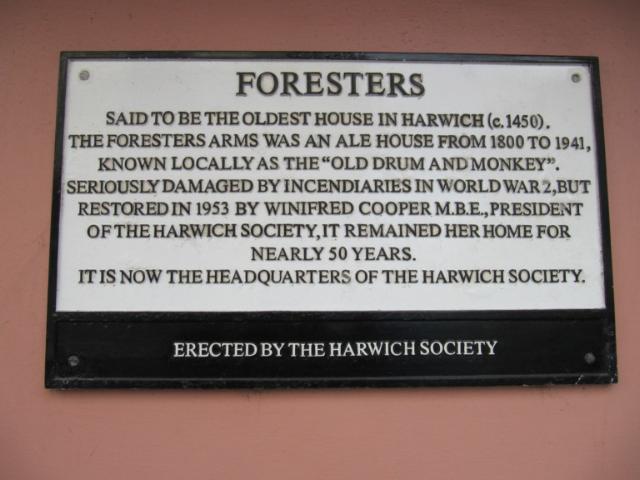 FORESTERS
SAID TO BE THE OLDEST HOUSE IN HARWICH (c.1450).
THE FORESTERS ARMS WAS AN ALE HOUSE FROM 1800 TO 1941,
KNOWN LOCALLY AS THE "OLD DRUM AND MONKEY".
SERIOUSLY DAMAGED BY INCENDIARIES IN WORLD WAR 2, BUT
RESTORED IN 1953 BY WINIFRED COOPER M.B.E., PRESIDENT
OF THE HARWICH SOCIETY, IT REMAINED HER HOME FOR
NEARLY 50 YEARS.
IT IS NOW THE HEADQUARTERS OF THE HARWICH SOCIETY.
ERECTED BY THE HARWICH SOCIETY